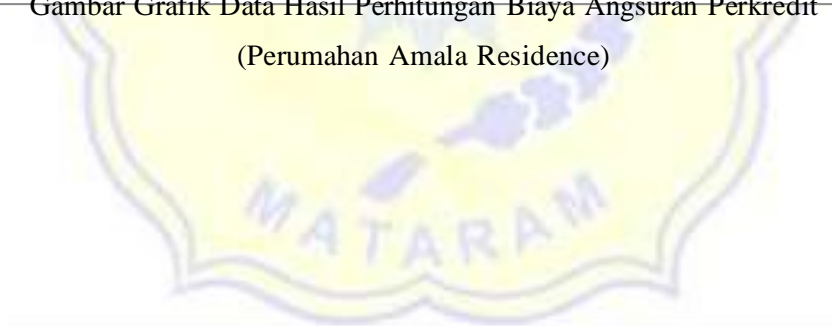 Gambar Grafik Data Hasil Perhitungan Biaya Angsuran Perkredit
(Perumahan Amala Residence)
MATARAM